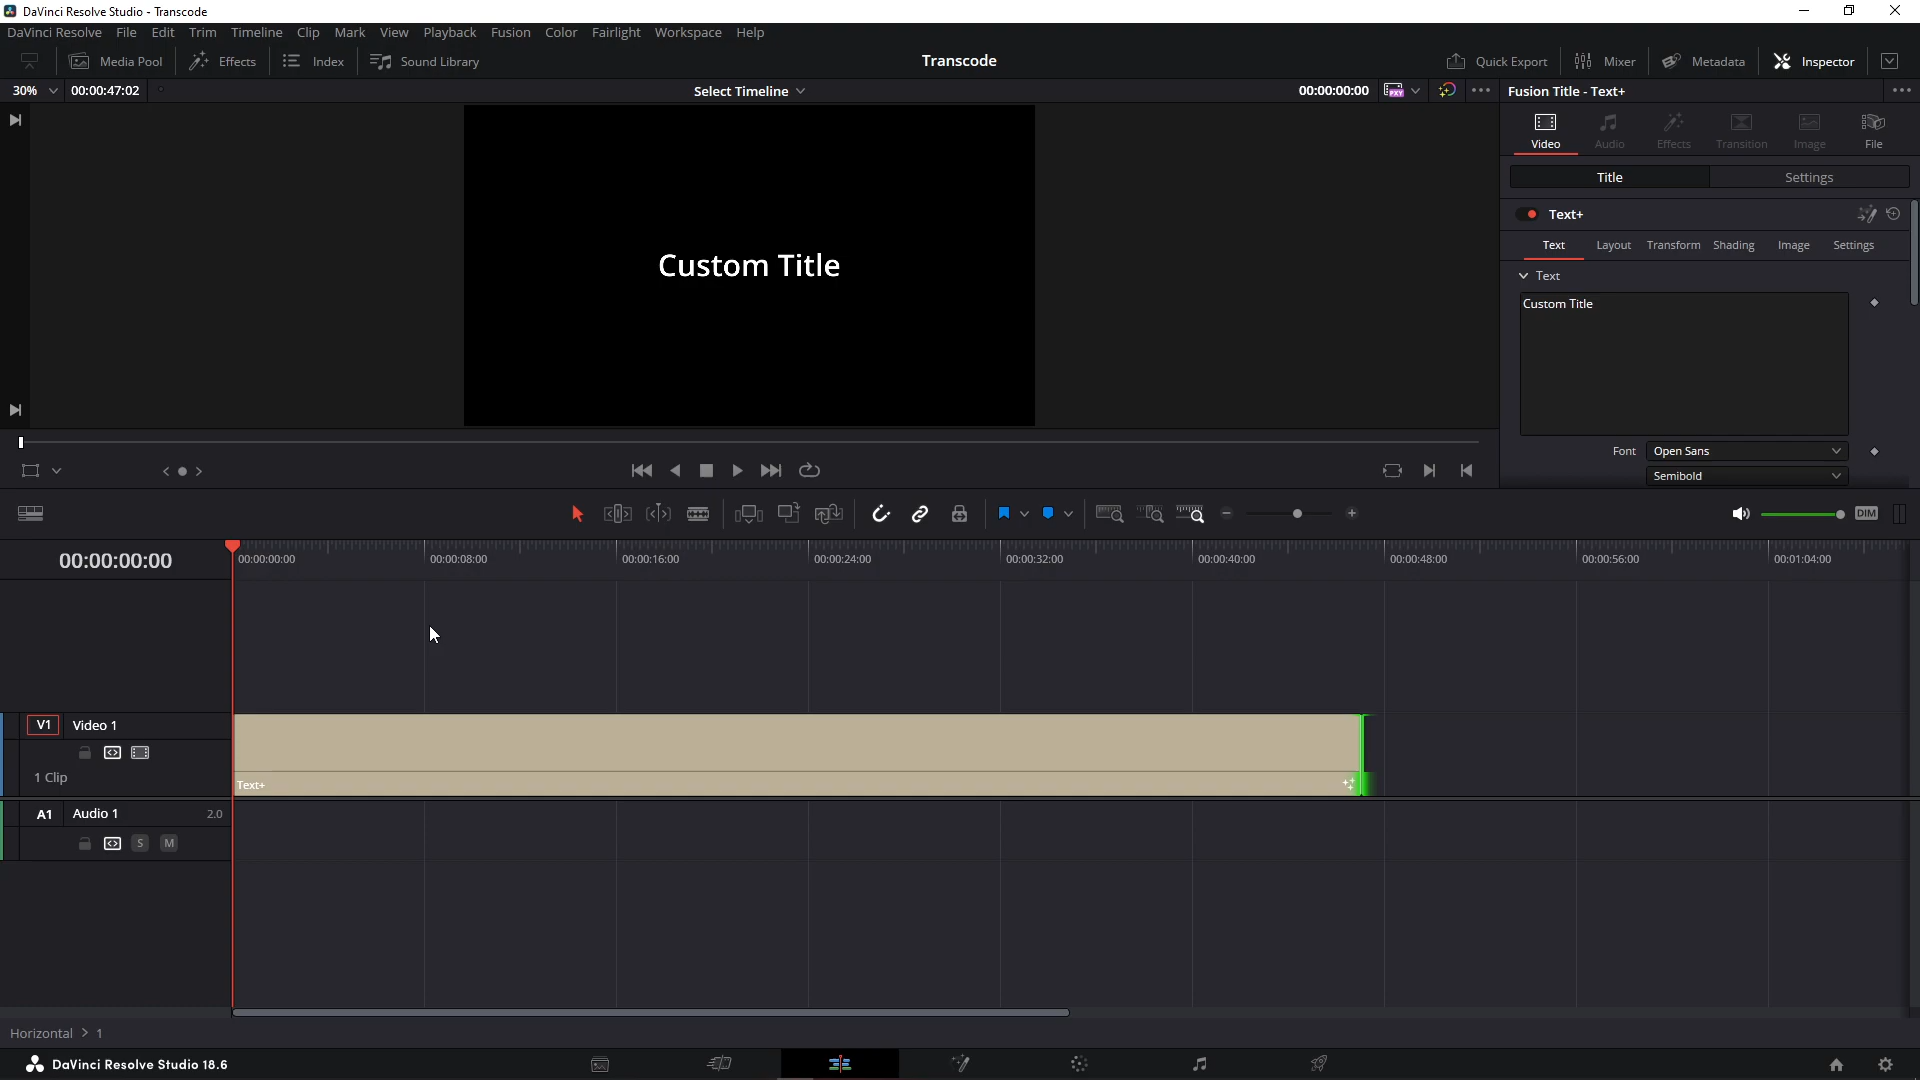 DaVinci Resolve Studio - Transcode
DaVinci Resolve File Edit Trim Timeline Clip Mark View Playback Fusion Color Fairlight Workspace Help
Media Pool Effects Index Sound Library Transcode Quick Export Mixer Metadata Inspector
30% 00:00:47:02 Select Timeline 00:00:00:00 PXY Fusion Title - Text+
Video Audio Effects Transition Image File
Title Settings
Text+
Text Layout Transform Shading Image Settings
Text
Custom Title
Custom Title
Font Open Sans
Semibold
DIM
00:00:00:00 00:00:00:00 00:00:08:00 00:00:16:00 00:00:24:00 00:00:32:00 00:00:40:00 00:00:48:00 00:00:56:00 00:01:04:00
V1 Video 1
1 Clip
Text+
A1 Audio 1 2.0
S M
Horizontal > 1
DaVinci Resolve Studio 18.6